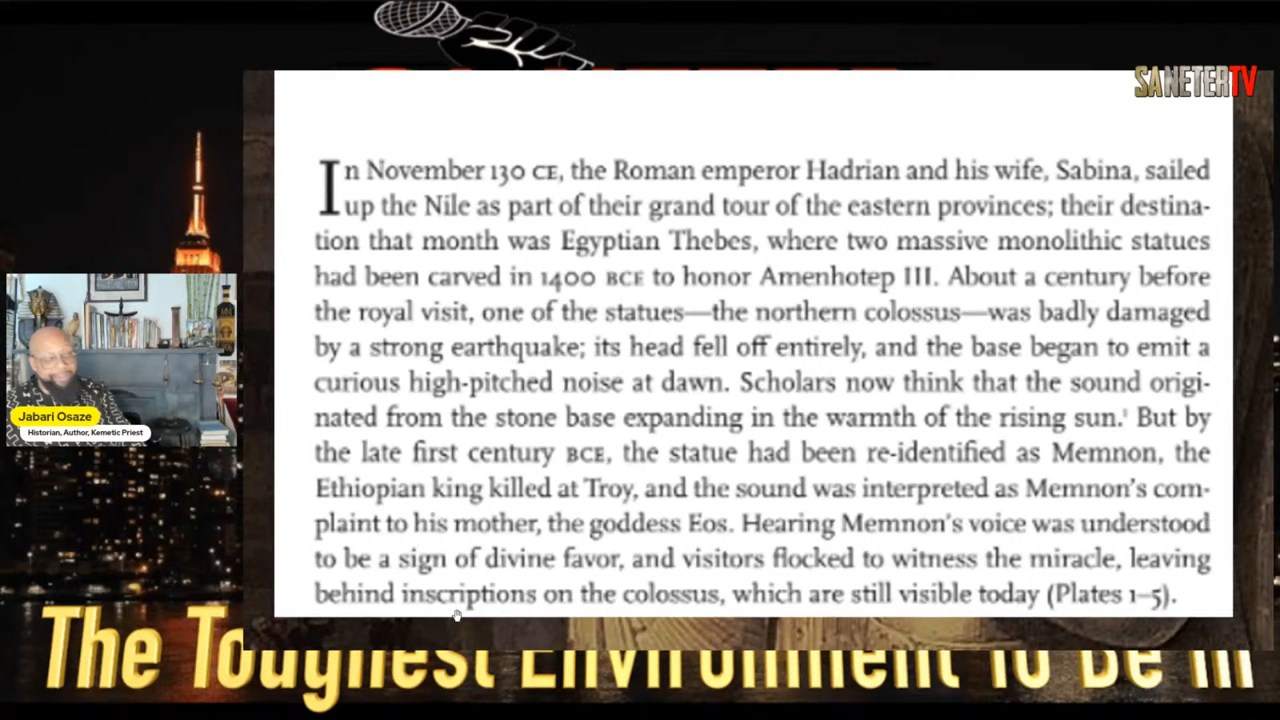 SANETERTV
In November 130 CE, the Roman emperor Hadrian and his wife, Sabina, sailed
up the Nile as part of their grand tour of the eastern provinces; their destina-
tion that month was Egyptian Thebes, where two massive monolithic statues
had been carved in 1400 BCE to honor Amenhotep III. About a century before
the royal visit, one of the statues—the northern colossus—was badly damaged
by a strong earthquake; its head fell off entirely, and the base began to emit a
curious high-pitched noise at dawn. Scholars now think that the sound origi-
nated from the stone base expanding in the warmth of the rising sun.¹ But by
the late first century BCE, the statue had been re-identified as Memnon, the
Ethiopian king killed at Troy, and the sound was interpreted as Memnon's com-
plaint to his mother, the goddess Eos. Hearing Memnon's voice was understood
to be a sign of divine favor, and visitors flocked to witness the miracle, leaving
behind inscriptions on the colossus, which are still visible today (Plates 1–5).
Jabari Osaze
Historian, Author, Kemetic Priest
The Toughest Environment To Be In